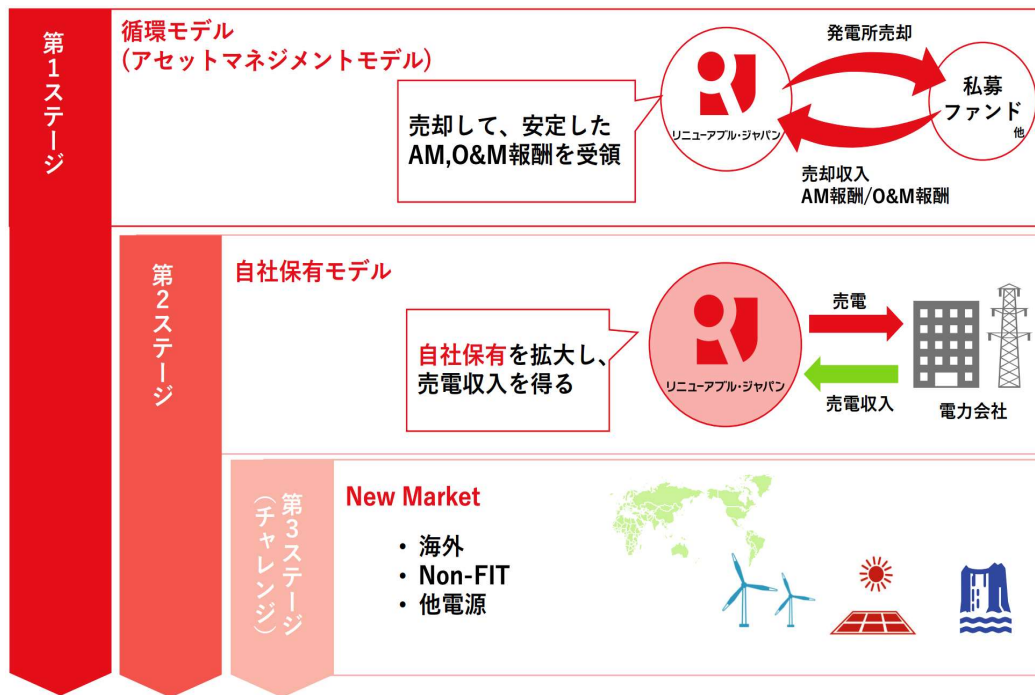 第1ステージ
循環モデル
(アセットマネジメントモデル)
売却して、安定した
AM,O&M報酬を受領
リニューアブル・ジャパン
発電所売却
私募
ファンド
他
売却収入
AM報酬/O&M報酬
第2ステージ
自社保有モデル
自社保有を拡大し、
売電収入を得る
リニューアブル・ジャパン
売電
売電収入
電力会社
第3ステージ
(チャレンジ)
New Market
・ 海外
・ Non-FIT
・ 他電源